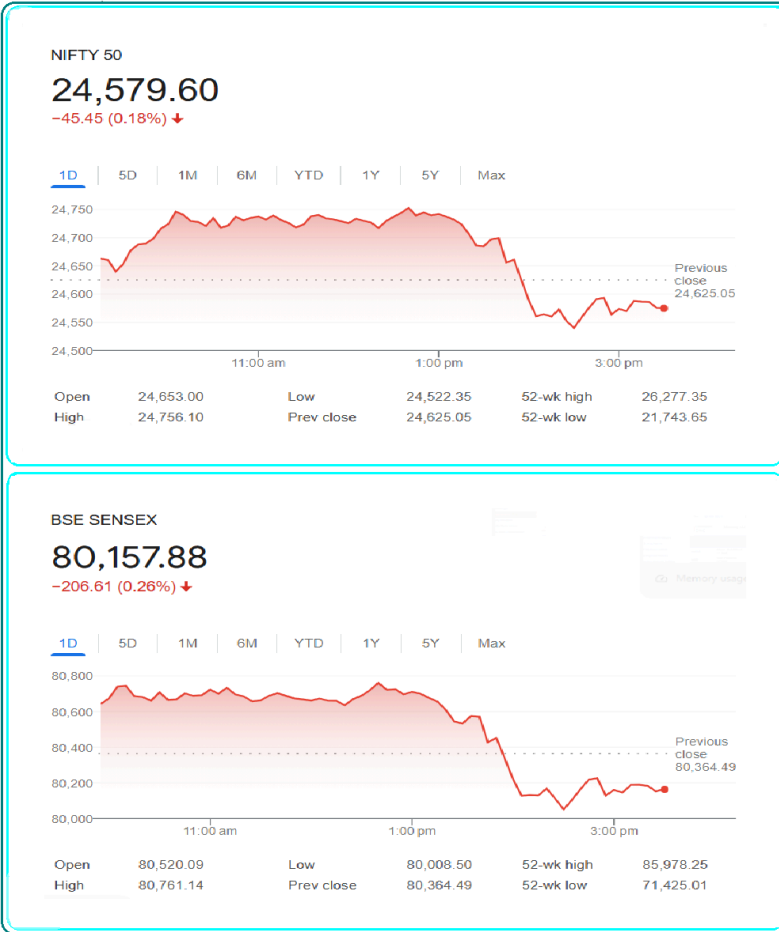 NIFTY 50
24,579.60
−45.45 (0.18%)
1D 5D 1M 6M YTD 1Y 5Y Max
24,750
24,700
24,650
24,600
24,550
24,500
Previous
close
24,625.05
11:00 am 1:00 pm 3:00 pm
Open 24,653.00 Low 24,522.35 52-wk high 26,277.35
High 24,756.10 Prev close 24,625.05 52-wk low 21,743.65
BSE SENSEX
80,157.88
−206.61 (0.26%)
Memory usage
1D 5D 1M 6M YTD 1Y 5Y Max
80,800
80,600
80,400
80,200
80,000
Previous
close
80,364.49
11:00 am 1:00 pm 3:00 pm
Open 80,520.09 Low 80,008.50 52-wk high 85,978.25
High 80,761.14 Prev close 80,364.49 52-wk low 71,425.01